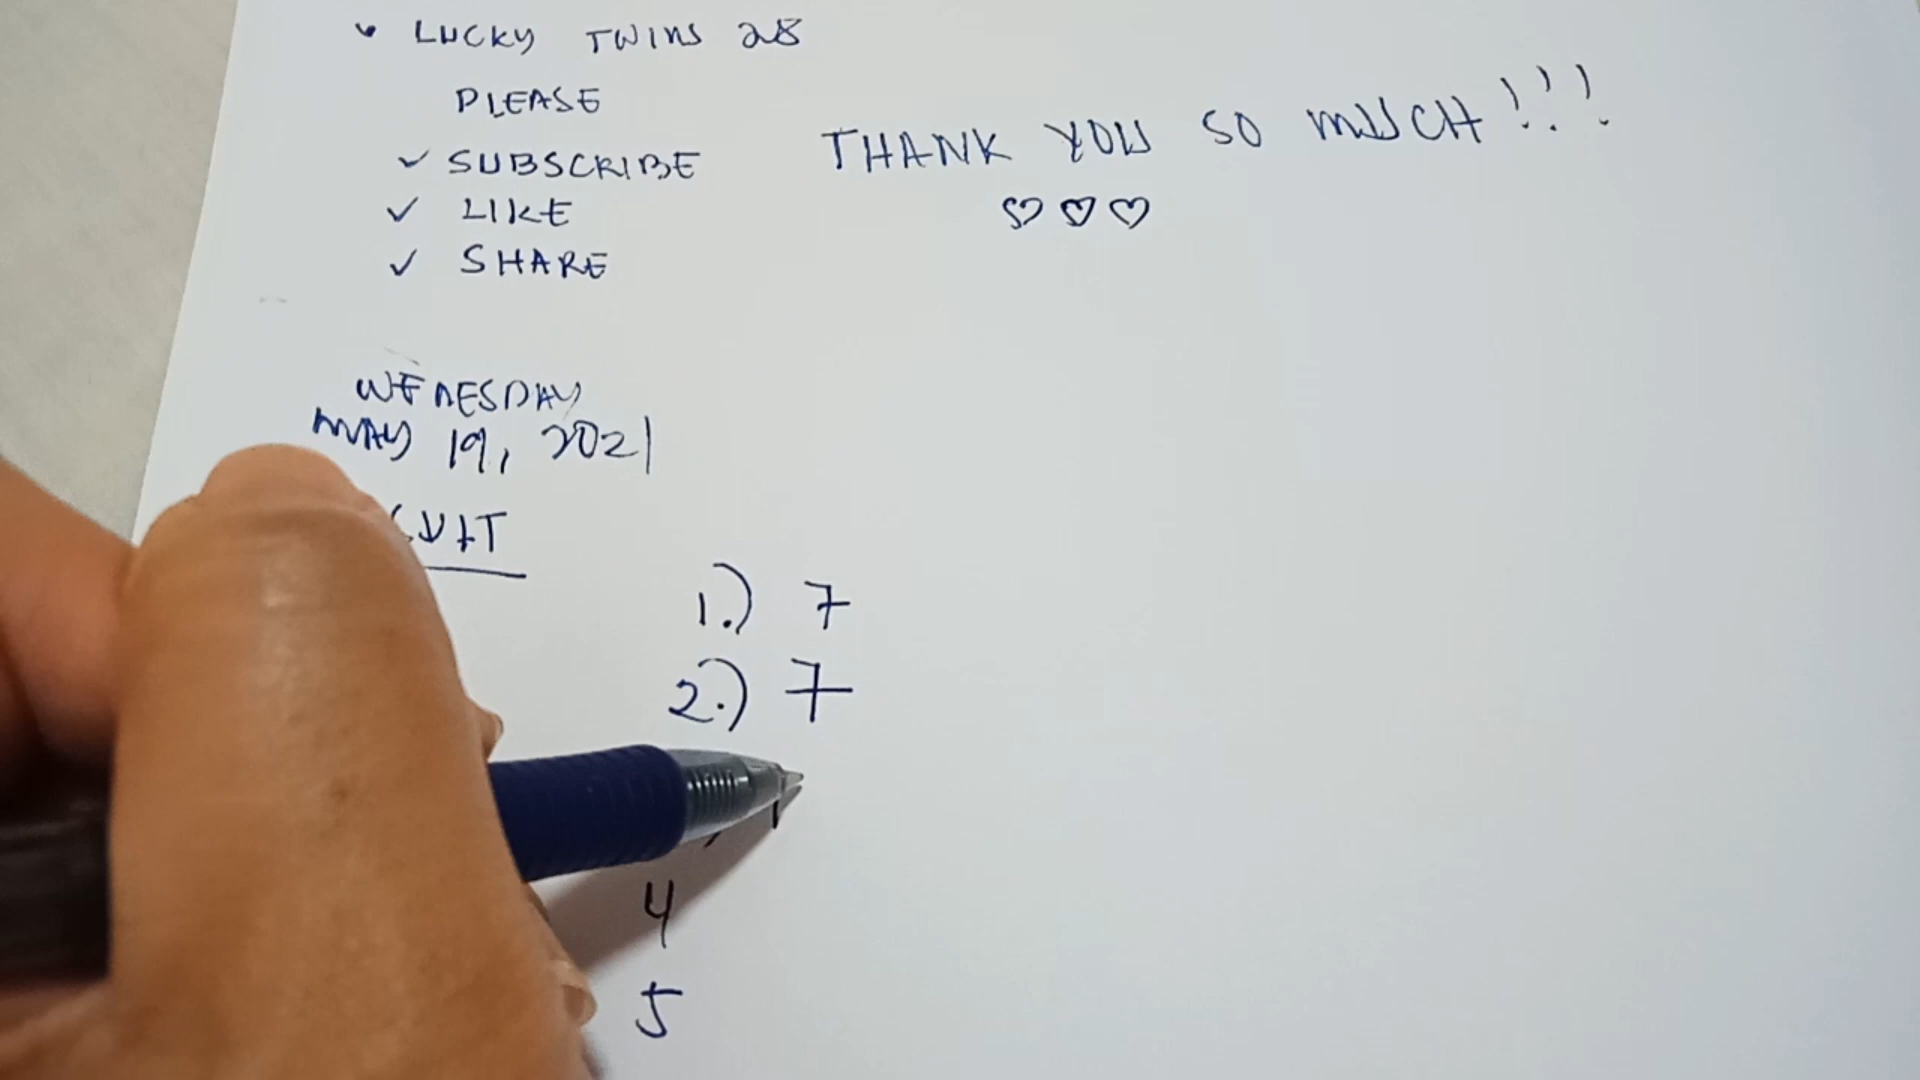 LUCKY TWINS 28
PLEASE
✓ SUBSCRIBE
✓ LIKE
✓ SHARE
THANK YOU SO MUCH!!!
♡♡♡
WEDNESDAY
MAY 19, 2021
1.) 7
2.) 7
4
5